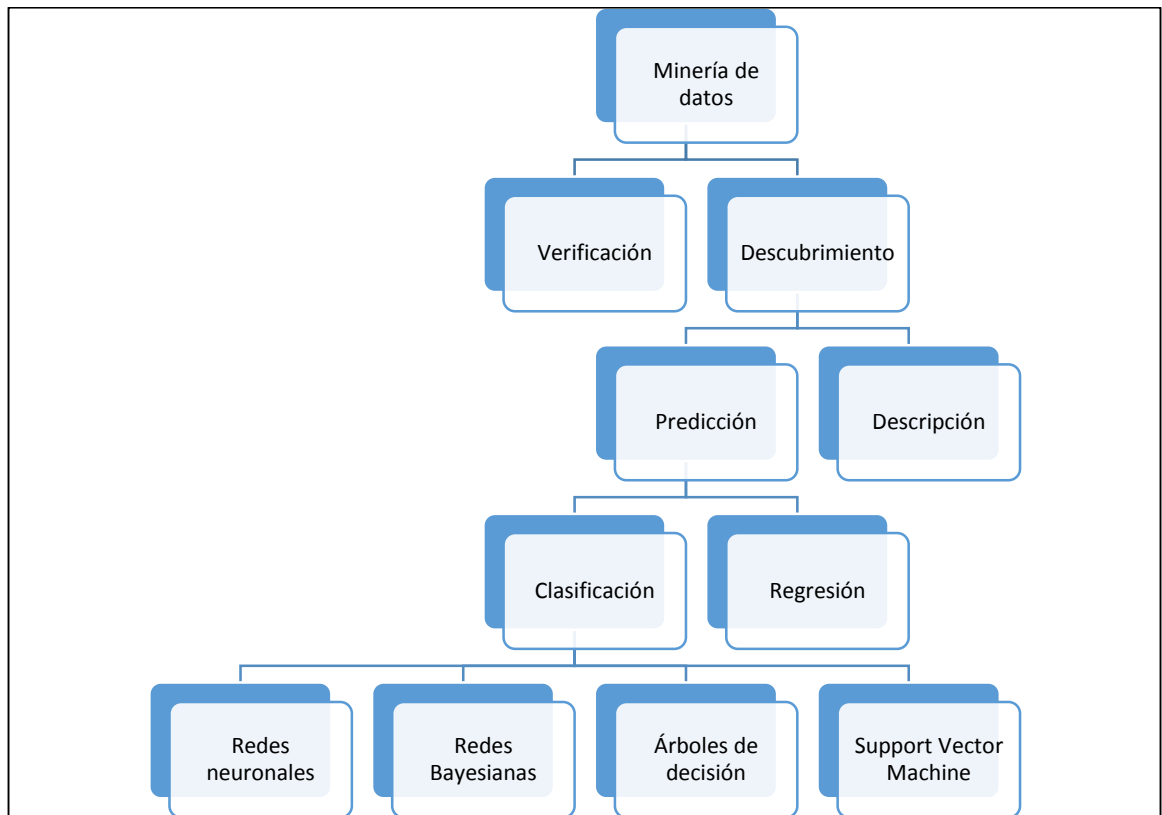 Minería de
datos
Verificación
Descubrimiento
Predicción
Descripción
Clasificación
Regresión
Redes
neuronales
Redes
Bayesianas
Árboles de
decisión
Support Vector
Machine